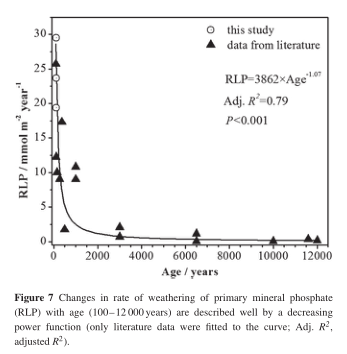 ○ this study
▲ data from literature
RLP=3862×Age⁻¹·⁰⁷
Adj. R²=0.79
P<0.001
RLP / mmol m⁻² year⁻¹
30
25
20
15
10
5
0
0 2000 4000 6000 8000 10000 12000
Age / years
Figure 7 Changes in rate of weathering of primary mineral phosphate
(RLP) with age (100–12 000 years) are described well by a decreasing
power function (only literature data were fitted to the curve; Adj. R²,
adjusted R²).